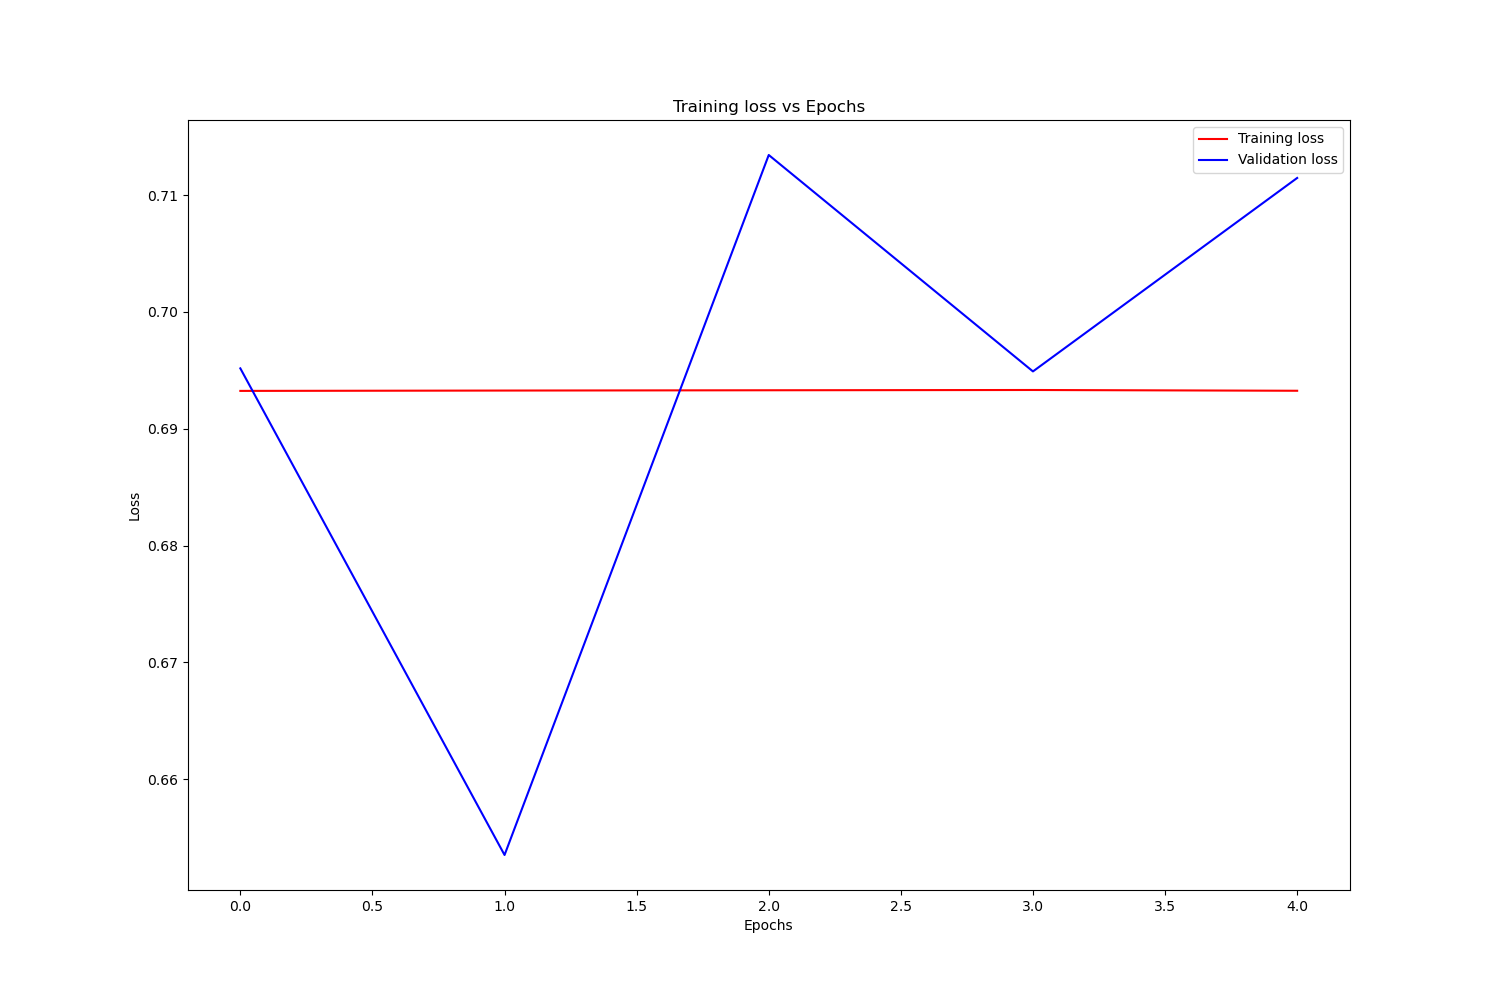 Training loss vs Epochs
Training loss
Validation loss
0.71
0.70
0.69
0.68
0.67
0.66
Loss
0.0 0.5 1.0 1.5 2.0 2.5 3.0 3.5 4.0
Epochs